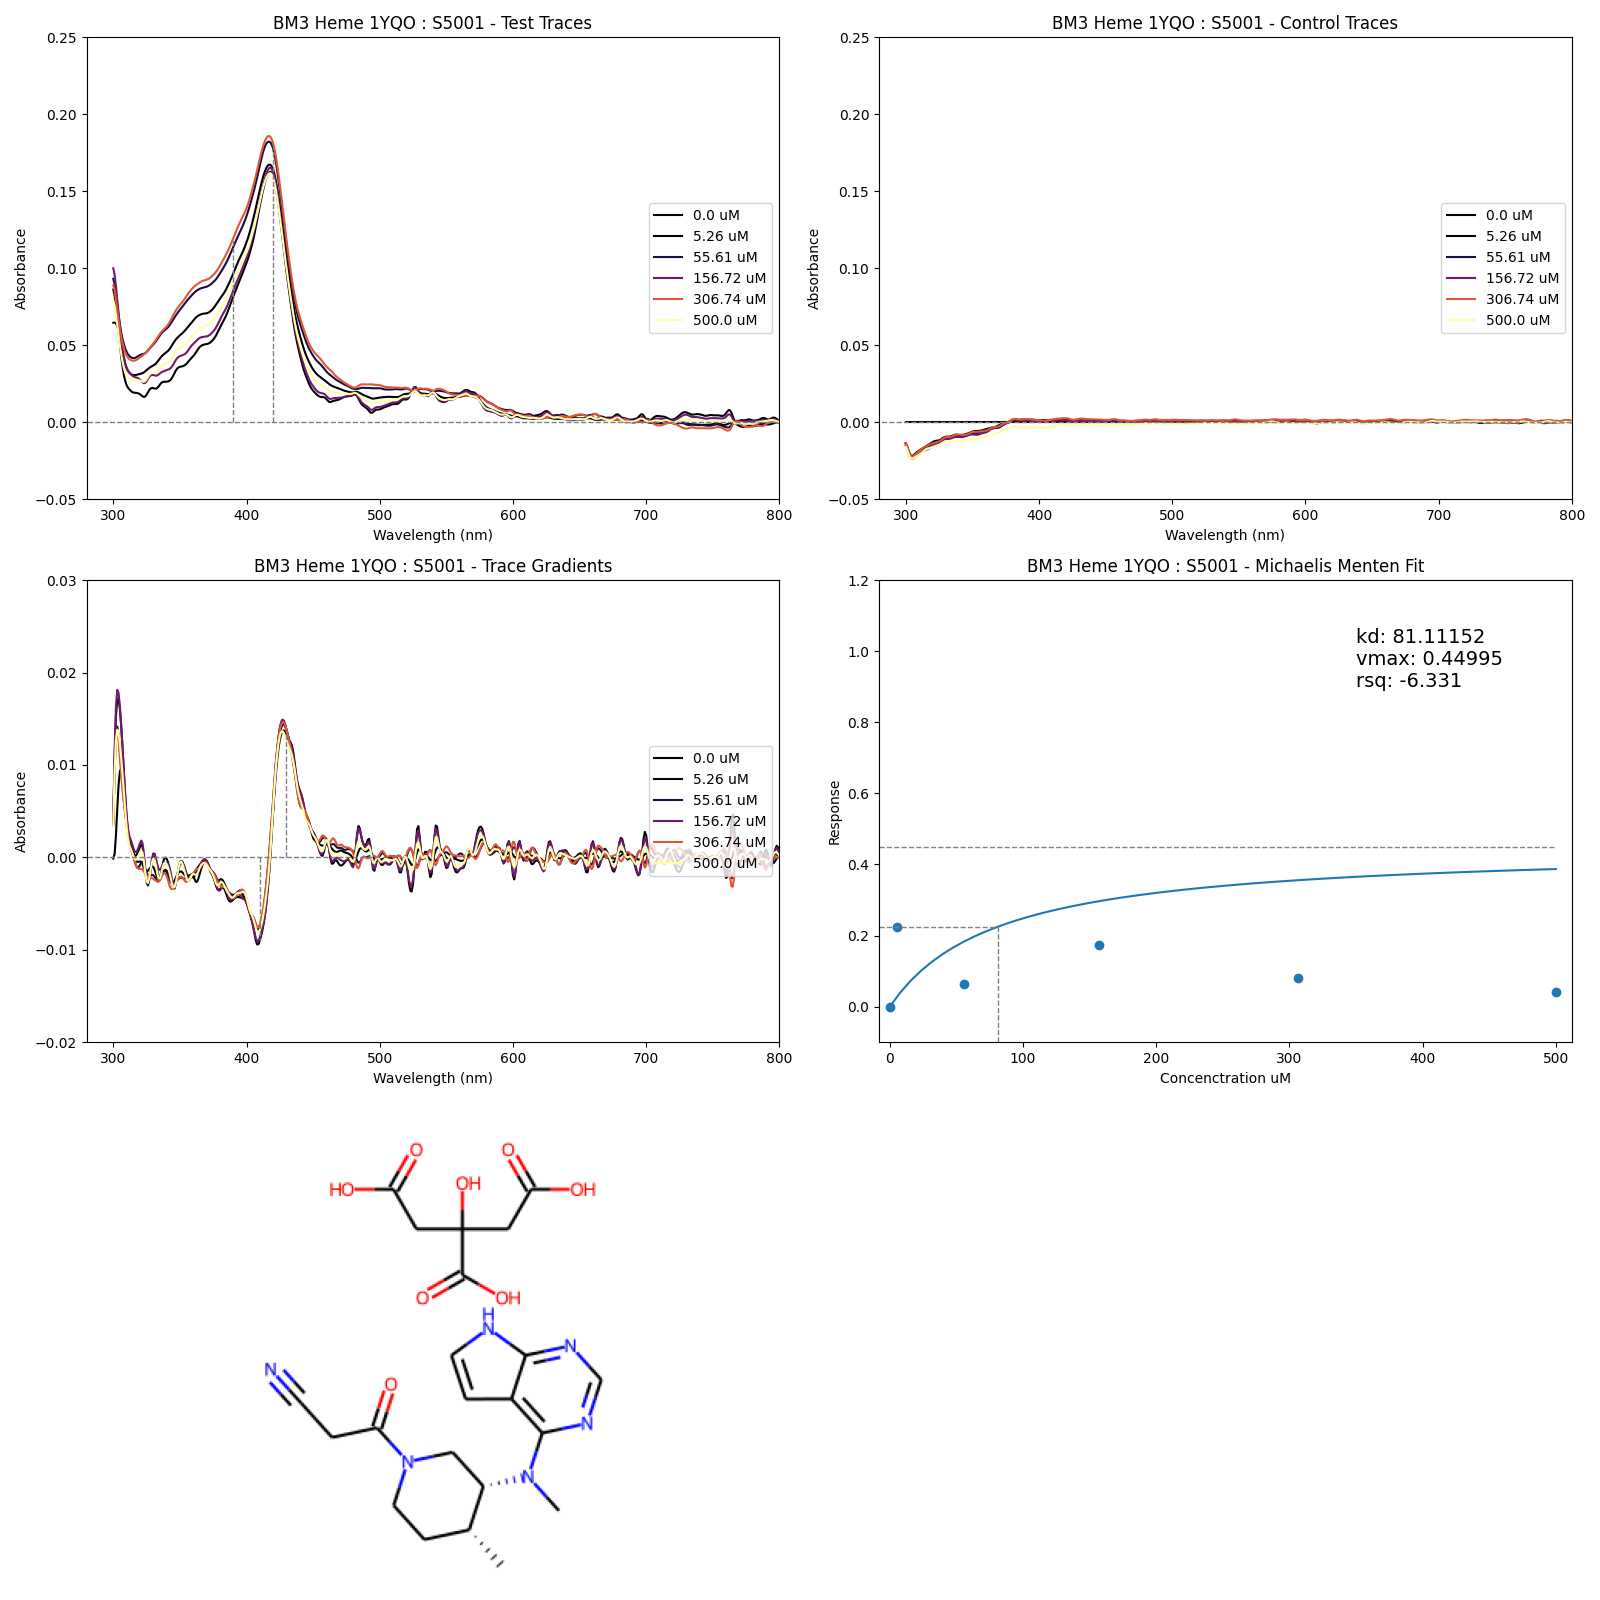 BM3 Heme 1YQO : S5001 - Test Traces
0.25
0.20
0.15
0.10
0.05
0.00
−0.05
Absorbance
300 400 500 600 700 800
Wavelength (nm)
0.0 uM
5.26 uM
55.61 uM
156.72 uM
306.74 uM
500.0 uM
BM3 Heme 1YQO : S5001 - Control Traces
0.25
0.20
0.15
0.10
0.05
0.00
−0.05
Absorbance
300 400 500 600 700 800
Wavelength (nm)
0.0 uM
5.26 uM
55.61 uM
156.72 uM
306.74 uM
500.0 uM
BM3 Heme 1YQO : S5001 - Trace Gradients
0.03
0.02
0.01
0.00
−0.01
−0.02
Absorbance
300 400 500 600 700 800
Wavelength (nm)
0.0 uM
5.26 uM
55.61 uM
156.72 uM
306.74 uM
500.0 uM
BM3 Heme 1YQO : S5001 - Michaelis Menten Fit
1.2
1.0
0.8
0.6
0.4
0.2
0.0
Response
kd: 81.11152
vmax: 0.44995
rsq: -6.331
0 100 200 300 400 500
Concenctration uM
O O
HO OH OH
O OH
H
N N
N O
N
N N